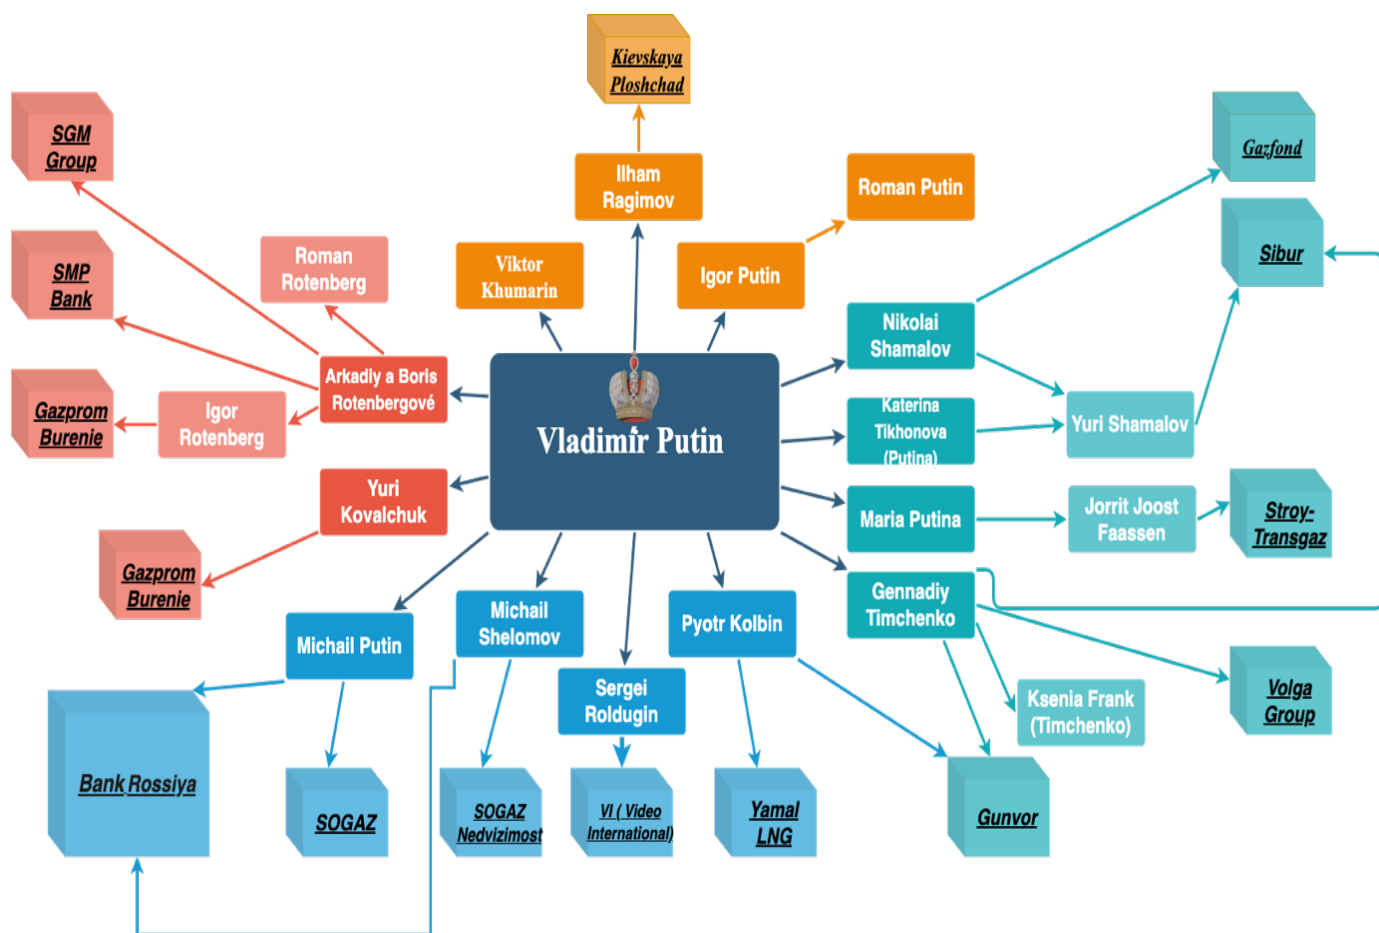 Kievskaya
Ploshchad
SGM
Group
Gazfond
Ilham
Ragimov
Roman Putin
SMP
Bank
Roman
Rotenberg
Viktor
Khumarin
Igor Putin
Sibur
Nikolai
Shamalov
Arkadiy a Boris
Rotenbergové
Gazprom
Burenie
Igor
Rotenberg
Vladimír Putin
Katerina
Tikhonova
(Putina)
Yuri Shamalov
Yuri
Kovalchuk
Maria Putina
Jorrit Joost
Faassen
Stroy-
Transgaz
Gazprom
Burenie
Michail Putin
Michail
Shelomov
Pyotr Kolbin
Gennadiy
Timchenko
Sergei
Roldugin
Ksenia Frank
(Timchenko)
Volga
Group
Bank Rossiya
SOGAZ
SOGAZ
Nedvizimost
VI ( Video
International)
Yamal
LNG
Gunvor